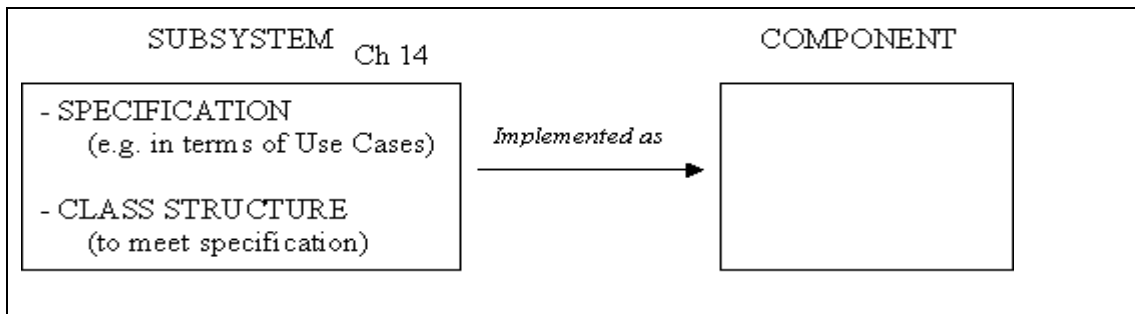 SUBSYSTEM Ch 14
COMPONENT
- SPECIFICATION
(e.g. in terms of Use Cases)
Implemented as
- CLASS STRUCTURE
(to meet specification)